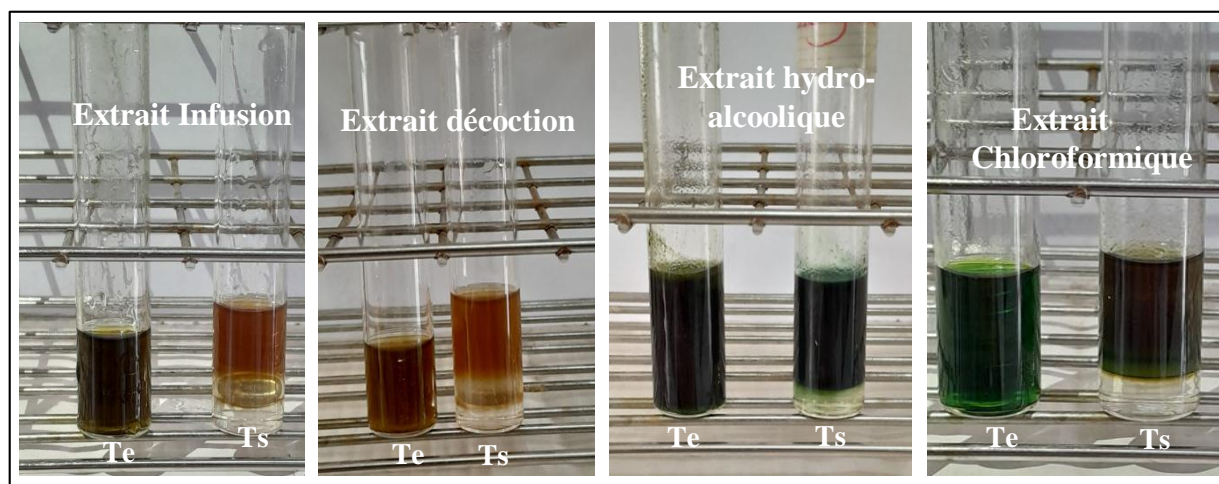 Extrait Infusion
Te
Ts
Extrait décoction
Te
Ts
Extrait hydro-
alcoolique
Te
Ts
Extrait
Chloroformique
Te
Ts